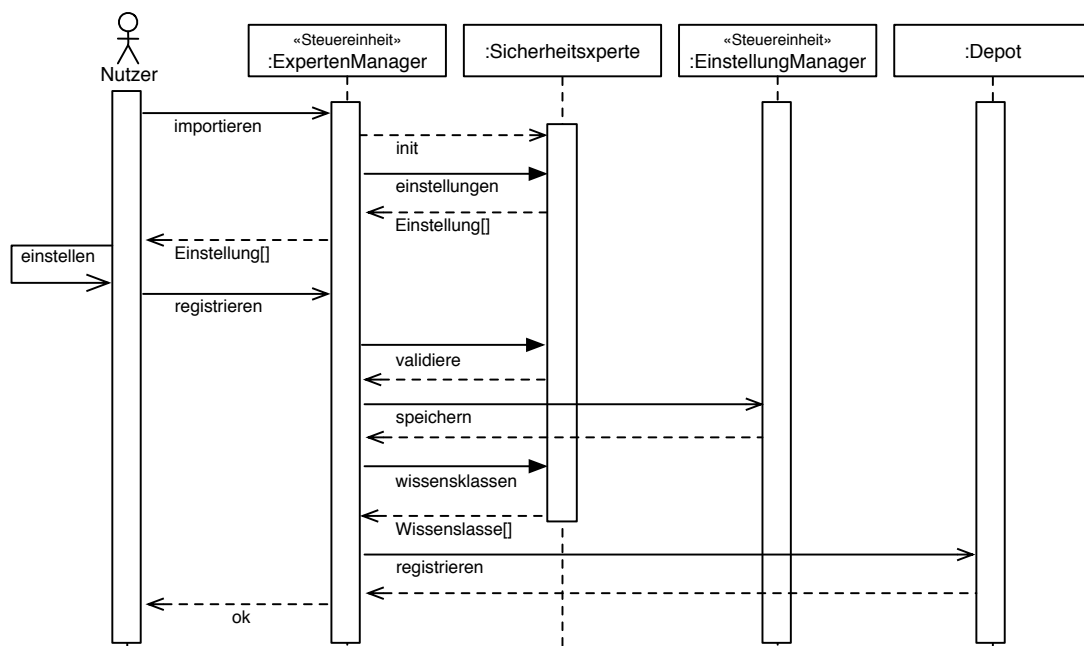 Nutzer
«Steuereinheit»
:ExpertenManager
:Sicherheitsxperte
«Steuereinheit»
:EinstellungManager
:Depot
importieren
init
einstellungen
Einstellung[]
Einstellung[]
einstellen
registrieren
validiere
speichern
wissensklassen
Wissenslasse[]
registrieren
ok